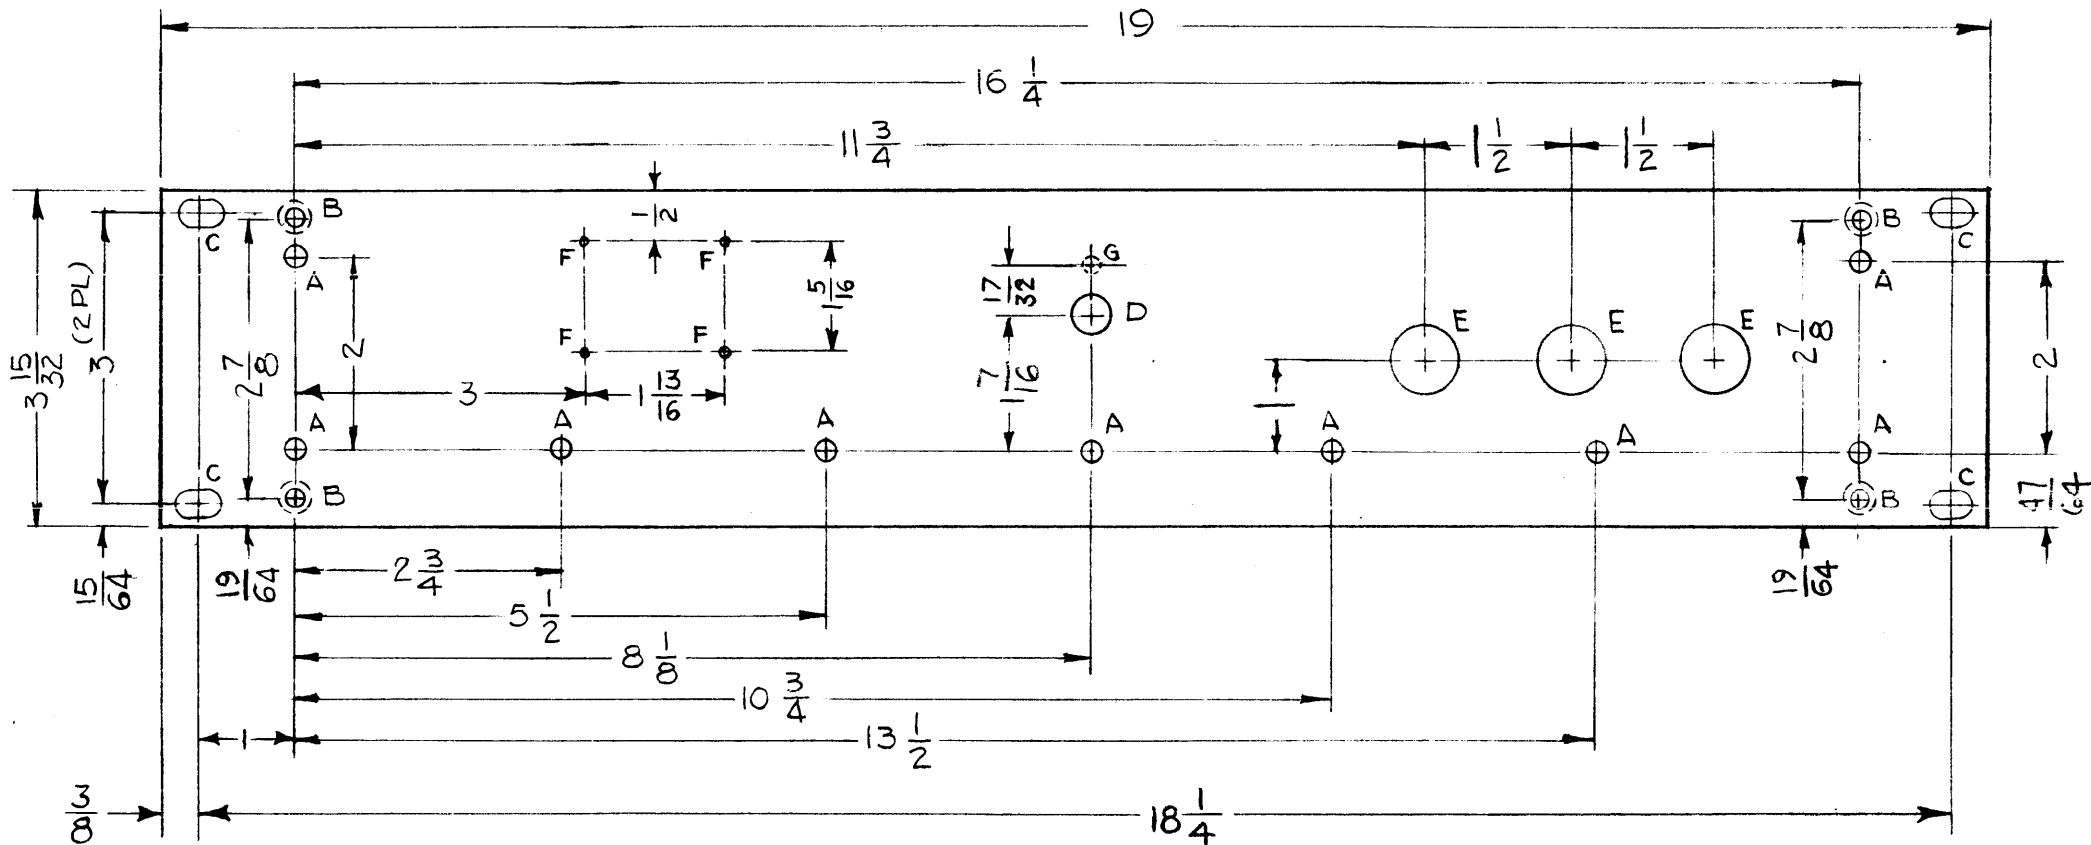 19
16 1/4
11 3/4
1 1/2
1 1/2
B
B
C
C
1/2
F
F
G
A
A
3 (2 PL)
1 5/16
17/32
D
E
E
E
3 15/32
2 7/8
2
F
F
2 7/8
2
1 7/16
3
1 13/16
1
A
A
A
A
A
A
A
C
B
B
C
47/64
15/64
19/64
19/64
2 3/4
5 1/2
8 1/8
10 3/4
1
13 1/2
3/8
18 1/4